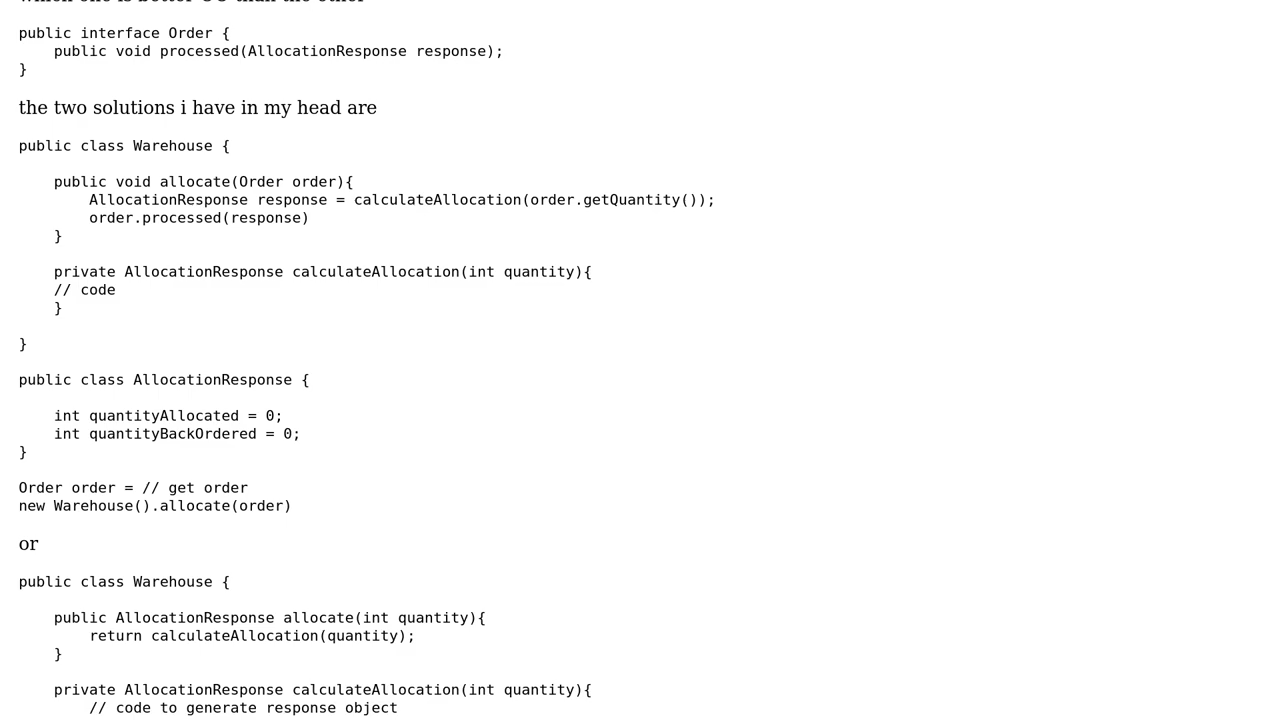 public interface Order {
    public void processed(AllocationResponse response);
}
the two solutions i have in my head are
public class Warehouse {
    public void allocate(Order order){
        AllocationResponse response = calculateAllocation(order.getQuantity());
        order.processed(response)
    }
    private AllocationResponse calculateAllocation(int quantity){
    // code
    }
}
public class AllocationResponse {
    int quantityAllocated = 0;
    int quantityBackOrdered = 0;
}
Order order = // get order
new Warehouse().allocate(order)
or
public class Warehouse {
    public AllocationResponse allocate(int quantity){
        return calculateAllocation(quantity);
    }
    private AllocationResponse calculateAllocation(int quantity){
        // code to generate response object